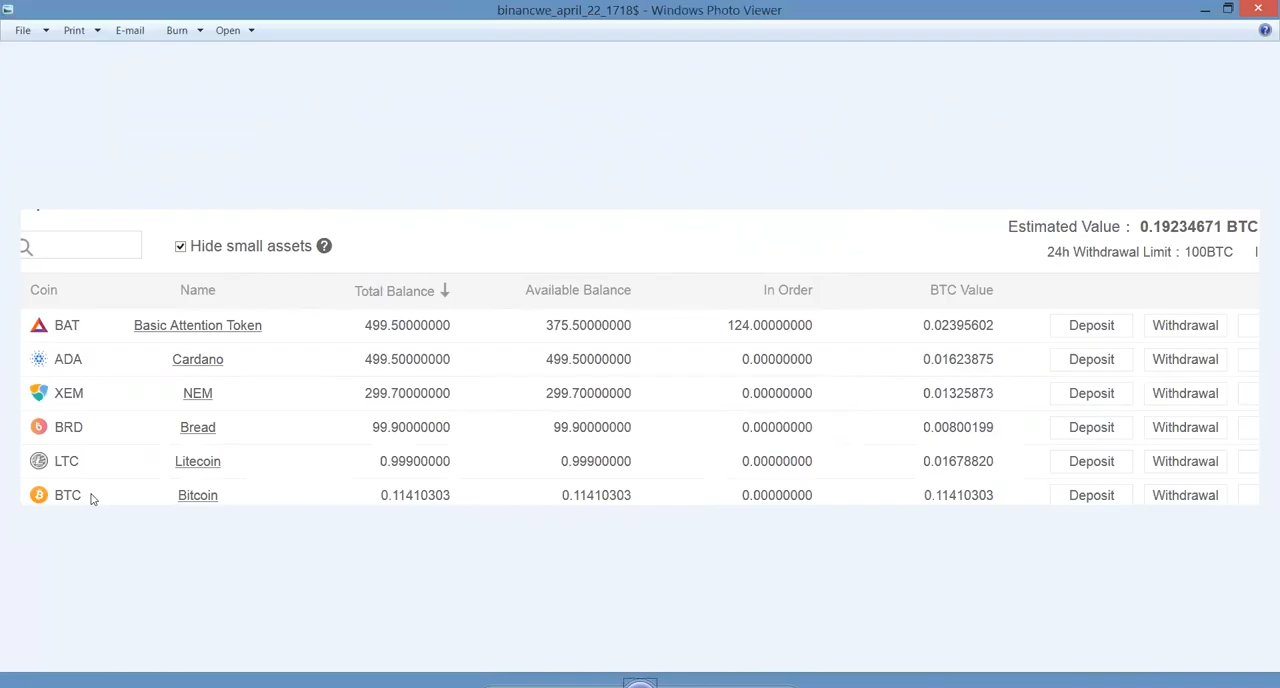 binancwe_april_22_1718$ - Windows Photo Viewer
File Print E-mail Burn Open
Estimated Value : 0.19234671 BTC
Hide small assets ?
24h Withdrawal Limit : 100BTC
Coin Name Total Balance Available Balance In Order BTC Value
BAT Basic Attention Token 499.50000000 375.50000000 124.00000000 0.02395602 Deposit Withdrawal
ADA Cardano 499.50000000 499.50000000 0.00000000 0.01623875 Deposit Withdrawal
XEM NEM 299.70000000 299.70000000 0.00000000 0.01325873 Deposit Withdrawal
BRD Bread 99.90000000 99.90000000 0.00000000 0.00800199 Deposit Withdrawal
LTC Litecoin 0.99900000 0.99900000 0.00000000 0.01678820 Deposit Withdrawal
BTC Bitcoin 0.11410303 0.11410303 0.00000000 0.11410303 Deposit Withdrawal